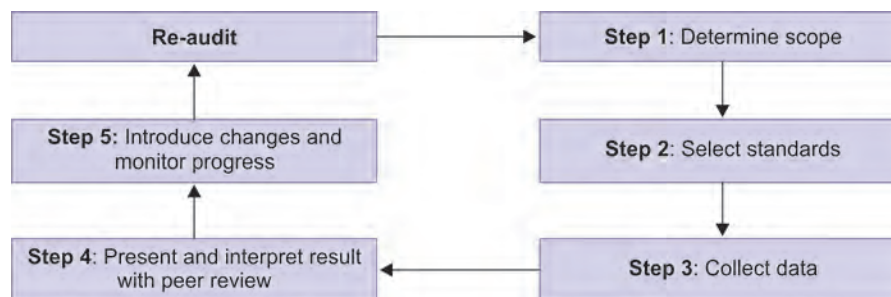 Re-audit
Step 1: Determine scope
Step 5: Introduce changes and
monitor progress
Step 2: Select standards
Step 4: Present and interpret result
with peer review
Step 3: Collect data